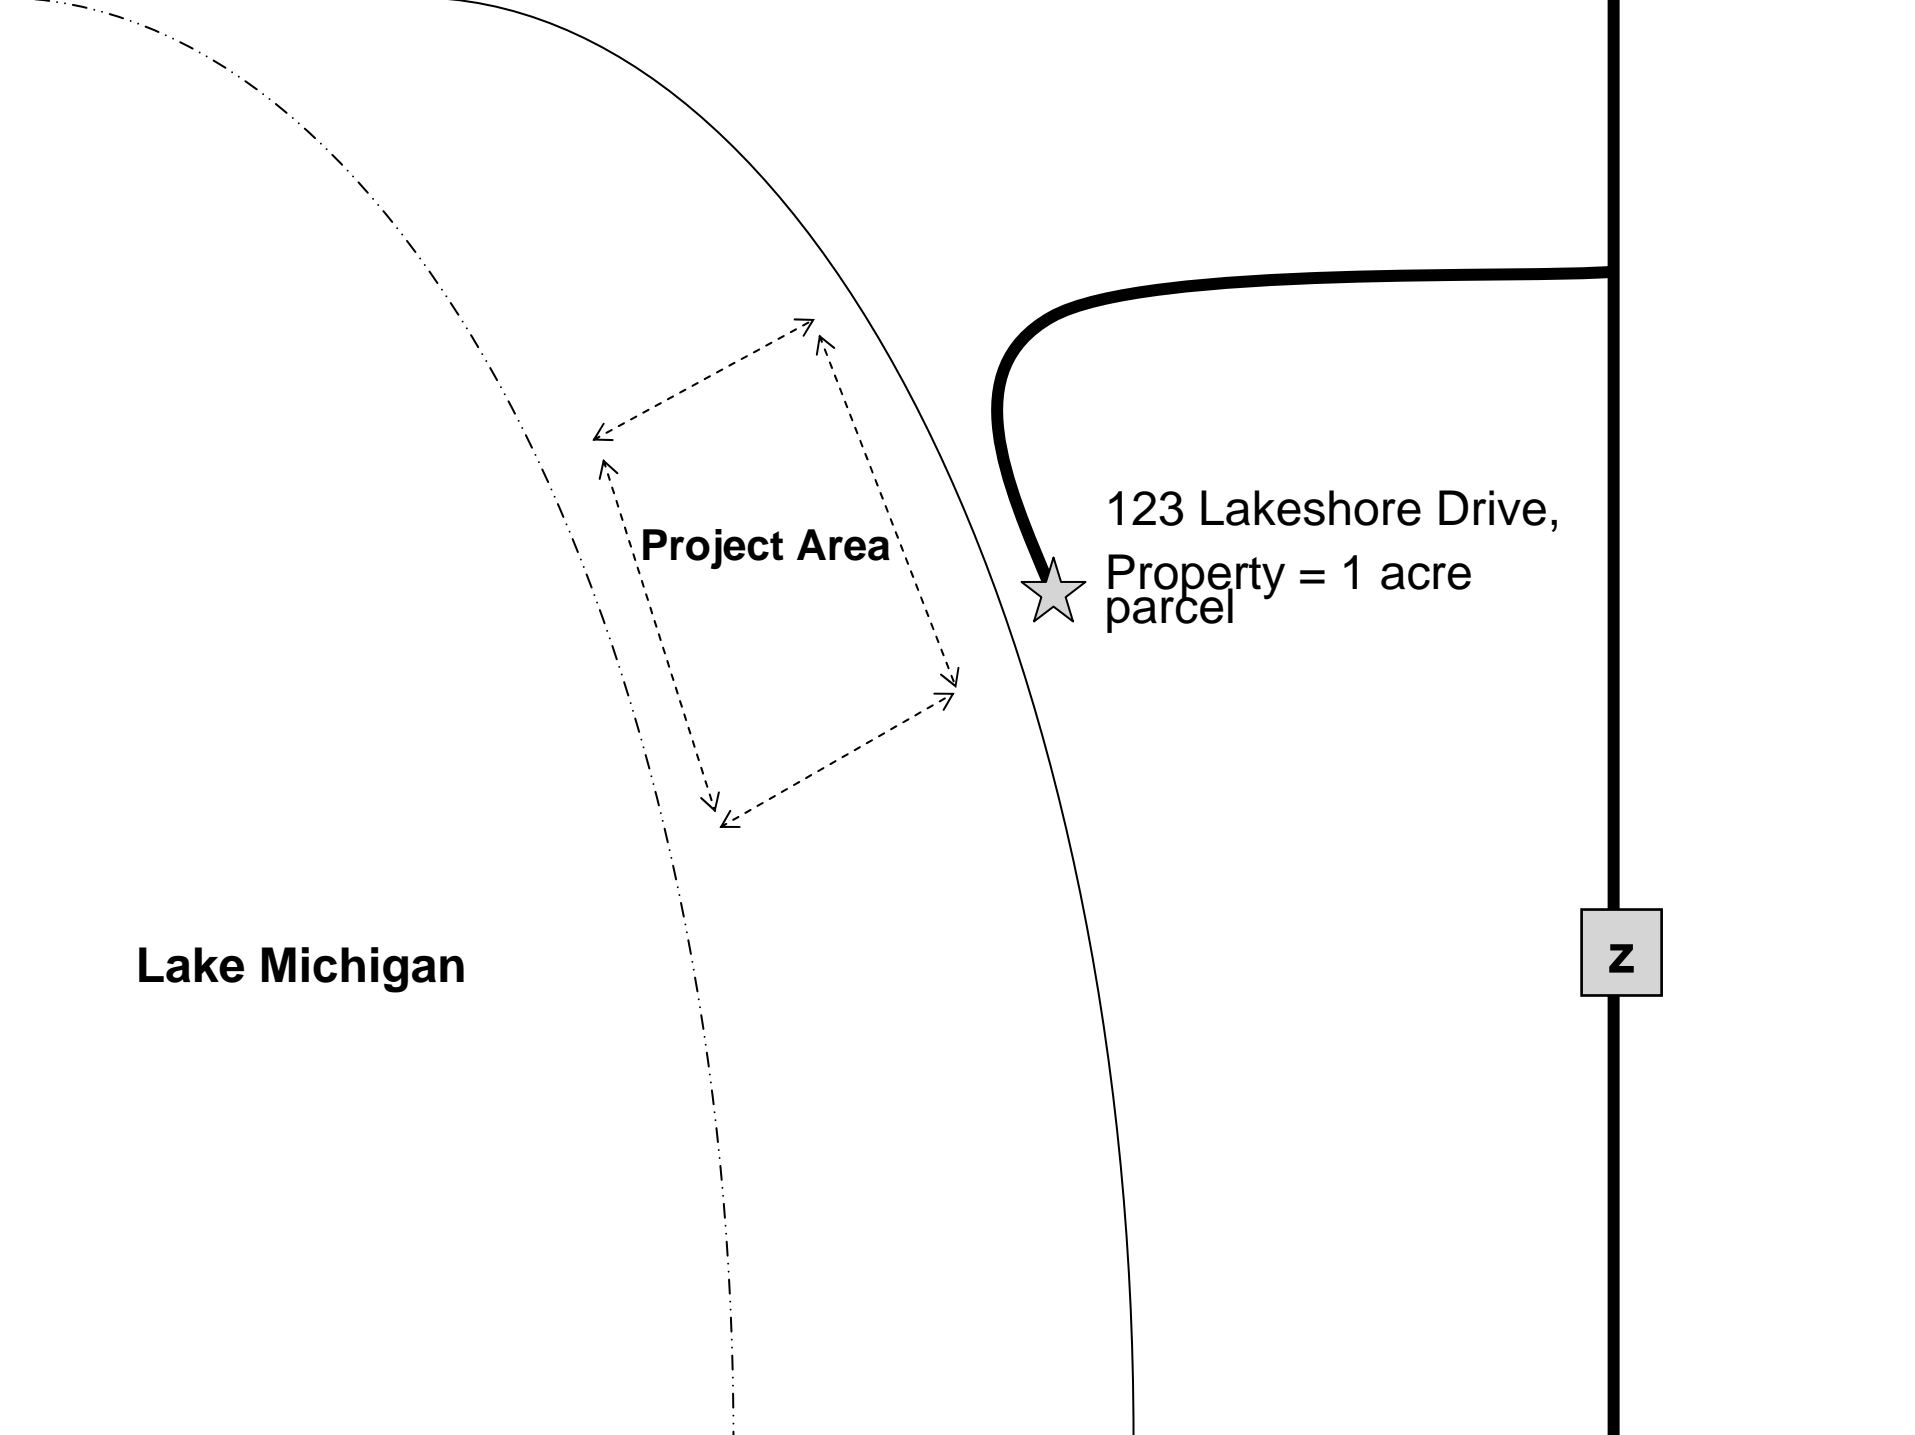 123 Lakeshore Drive,
Project Area
Property = 1 acre
parcel
Lake Michigan
z